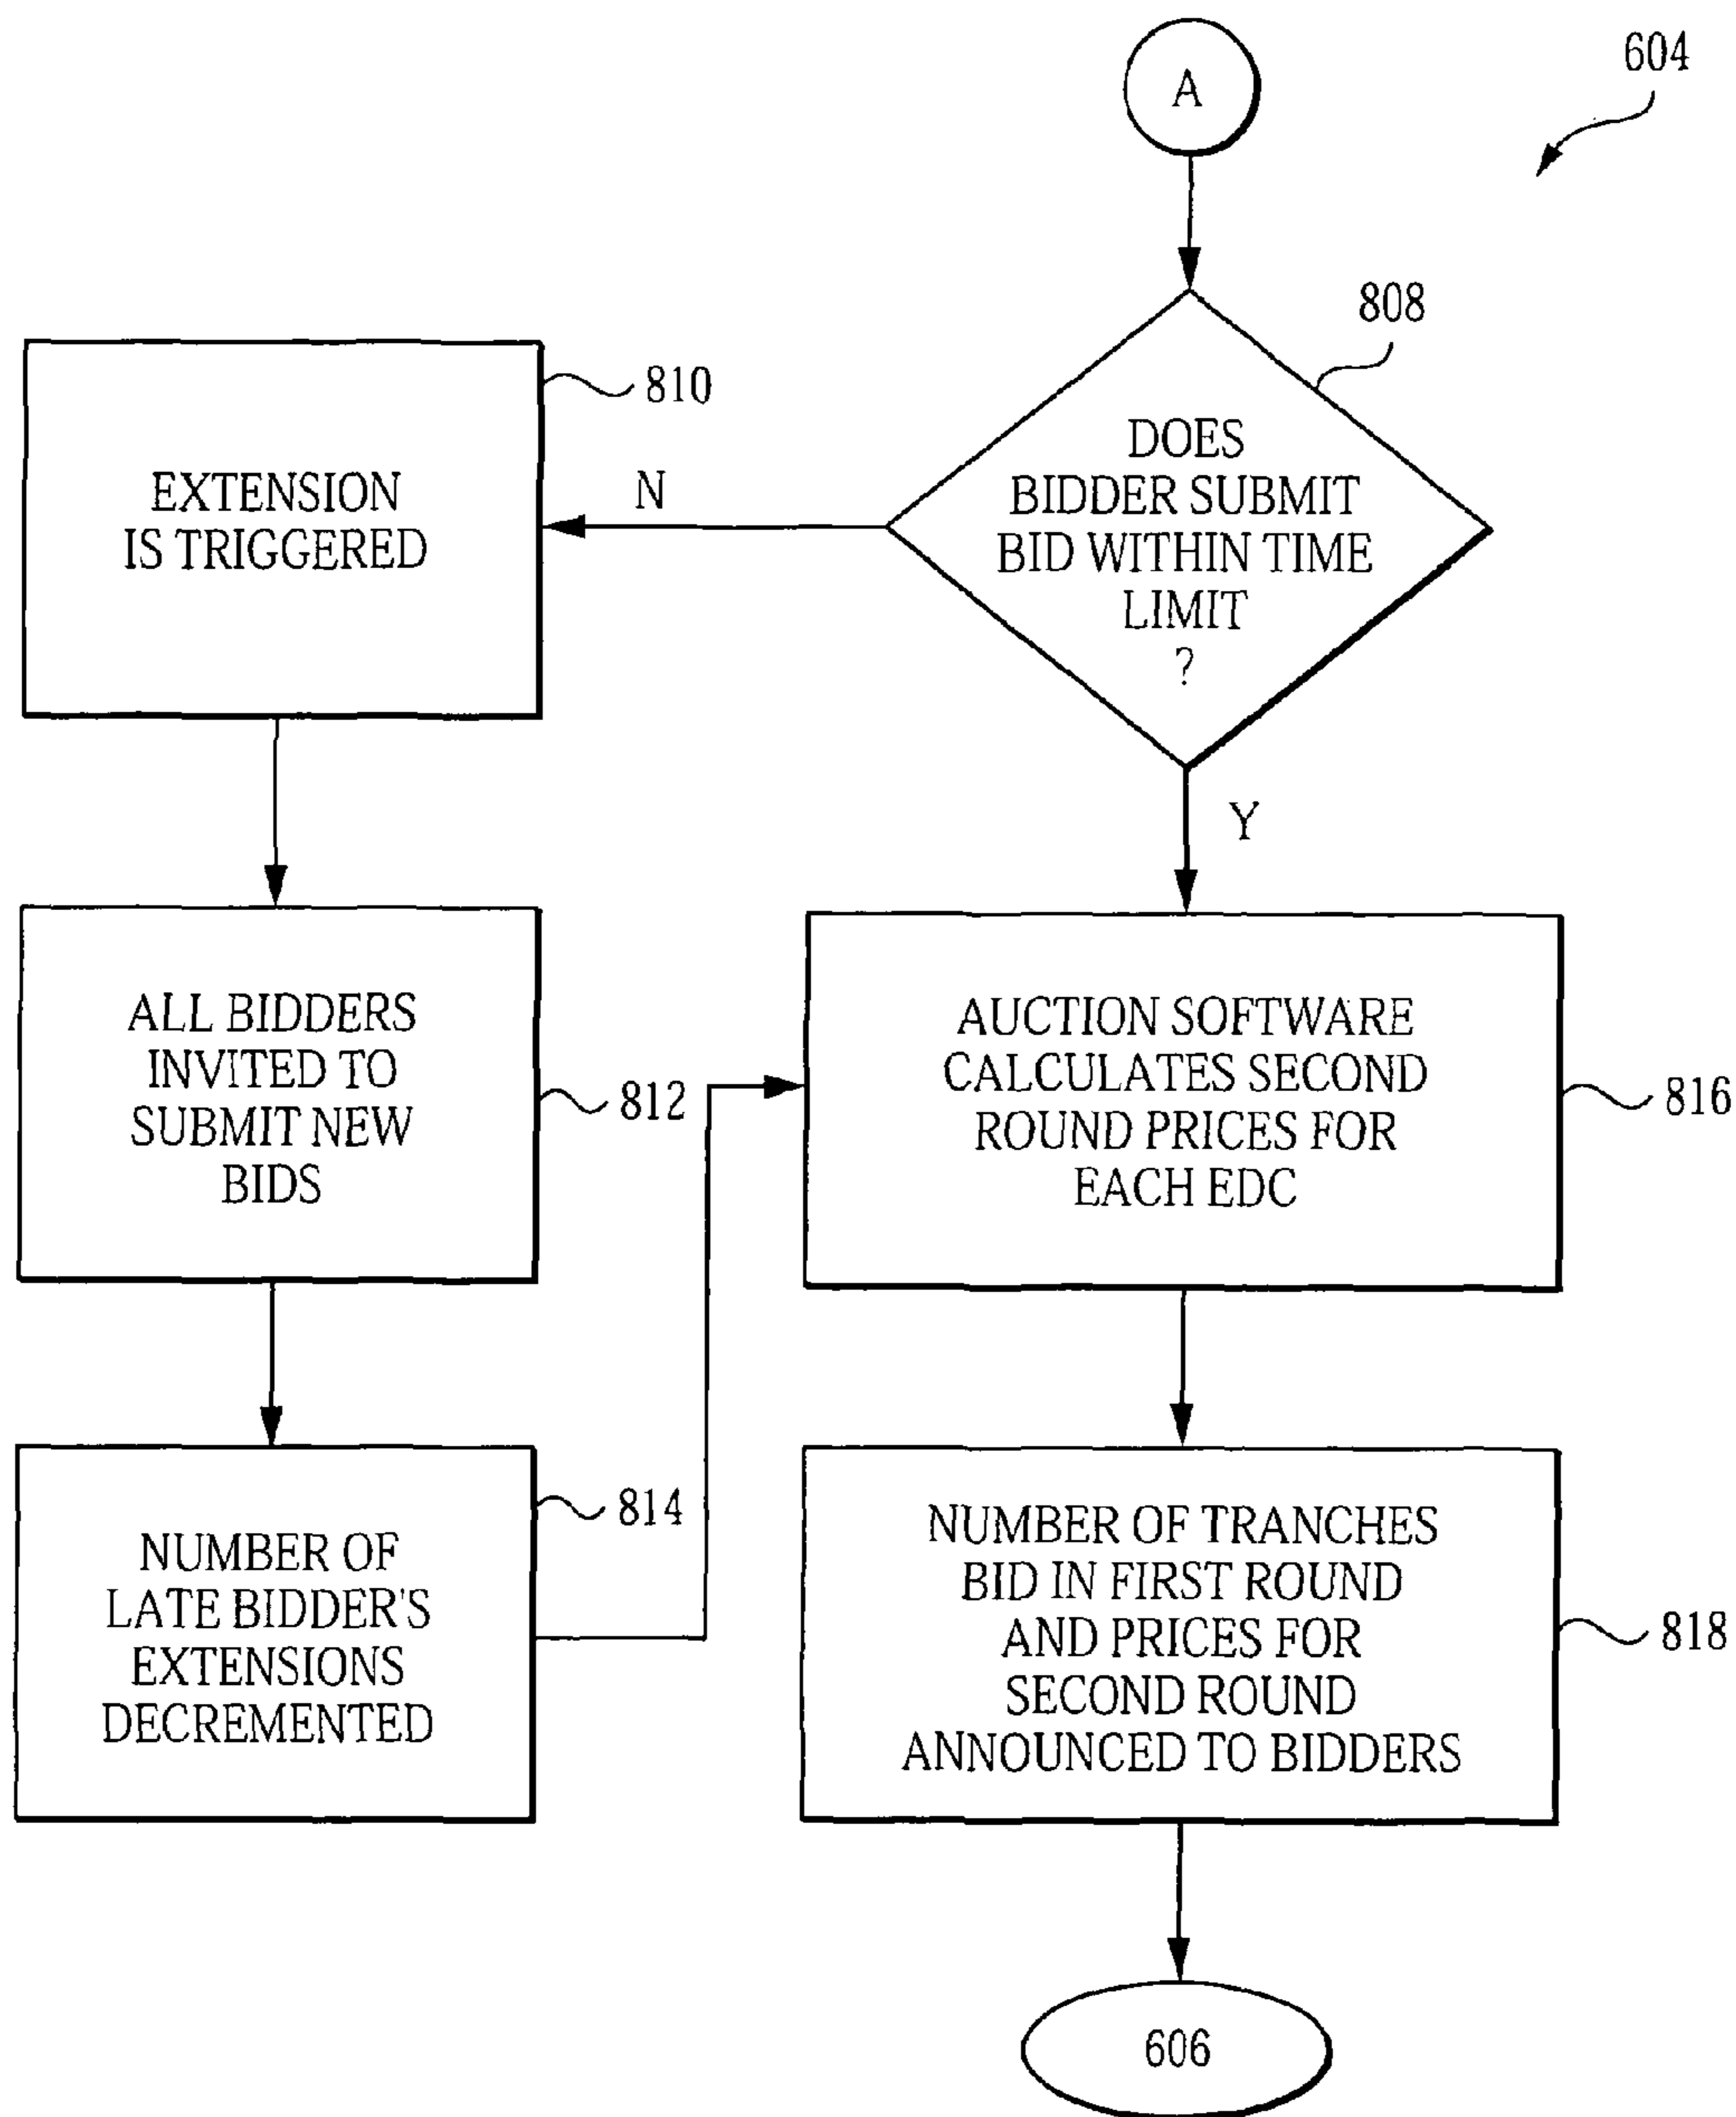 A
604
808
DOES
BIDDER SUBMIT
BID WITHIN TIME
LIMIT
?
N
Y
810
EXTENSION
IS TRIGGERED
ALL BIDDERS
INVITED TO
SUBMIT NEW
BIDS
812
NUMBER OF
LATE BIDDER'S
EXTENSIONS
DECREMENTED
814
AUCTION SOFTWARE
CALCULATES SECOND
ROUND PRICES FOR
EACH EDC
816
NUMBER OF TRANCHES
BID IN FIRST ROUND
AND PRICES FOR
SECOND ROUND
ANNOUNCED TO BIDDERS
818
606